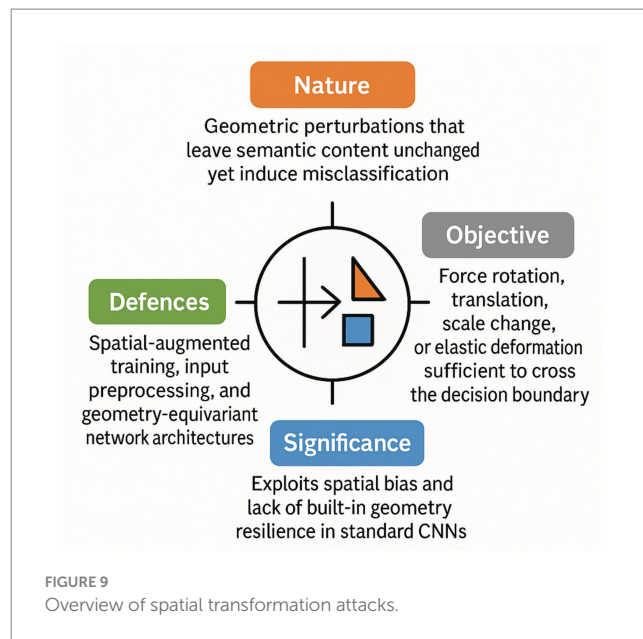 Nature
Geometric perturbations that
leave semantic content unchanged
yet induce misclassification
Objective
Force rotation,
translation,
scale change,
or elastic deformation
sufficient to cross
the decision boundary
Defences
Spatial-augmented
training, input
preprocessing, and
geometry-equivariant
network architectures
Significance
Exploits spatial bias and
lack of built-in geometry
resilience in standard CNNs
FIGURE 9
Overview of spatial transformation attacks.